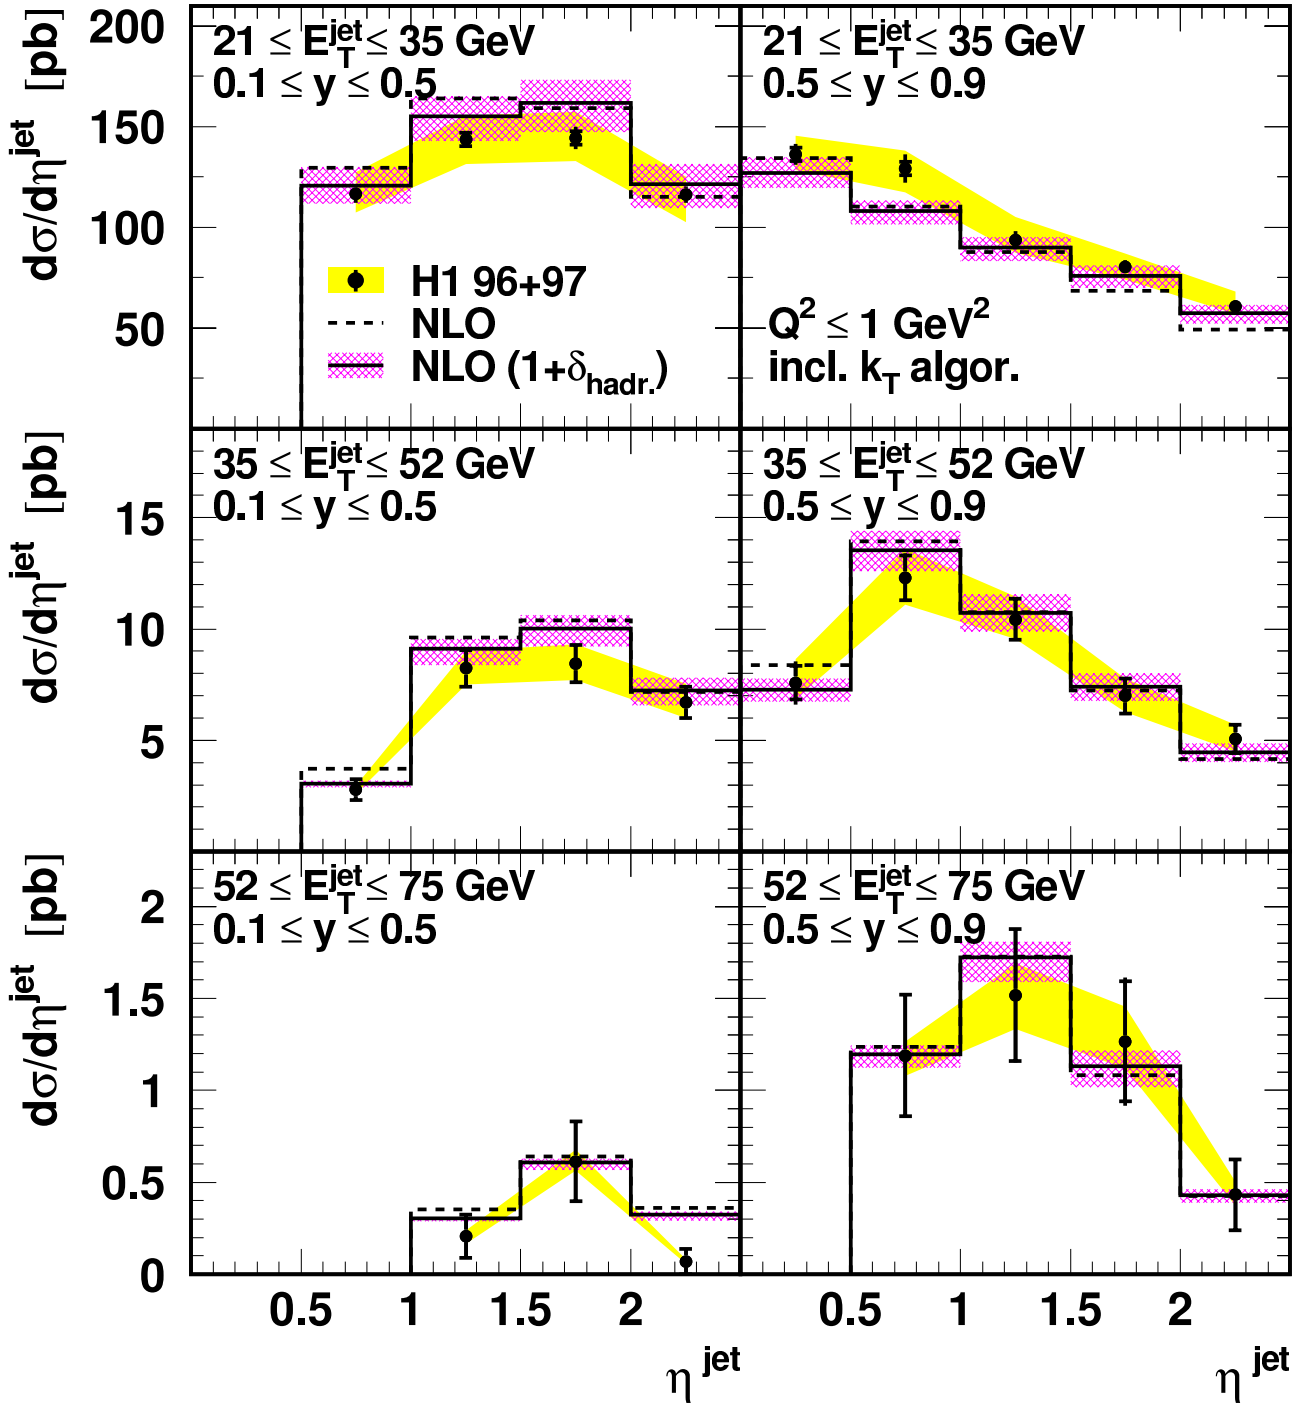 dσ/dη^jet [pb]
200
150
100
50
21 ≤ E_T^jet ≤ 35 GeV
0.1 ≤ y ≤ 0.5
H1 96+97
NLO
NLO (1+δ_hadr.)
21 ≤ E_T^jet ≤ 35 GeV
0.5 ≤ y ≤ 0.9
Q^2 ≤ 1 GeV^2
incl. k_T algor.
dσ/dη^jet [pb]
15
10
5
35 ≤ E_T^jet ≤ 52 GeV
0.1 ≤ y ≤ 0.5
35 ≤ E_T^jet ≤ 52 GeV
0.5 ≤ y ≤ 0.9
dσ/dη^jet [pb]
2
1.5
1
0.5
0
52 ≤ E_T^jet ≤ 75 GeV
0.1 ≤ y ≤ 0.5
52 ≤ E_T^jet ≤ 75 GeV
0.5 ≤ y ≤ 0.9
0.5 1 1.5 2
0.5 1 1.5 2
η^jet
η^jet